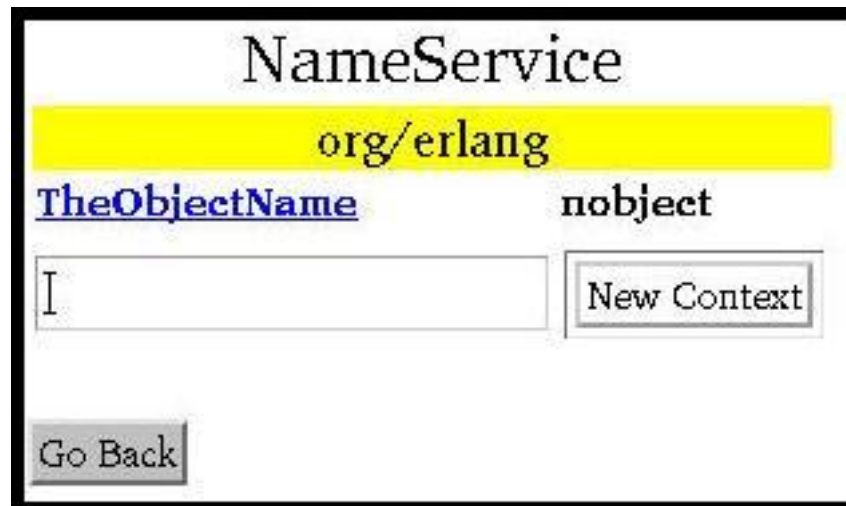 NameService
org/erlang
TheObjectName nobject
New Context
Go Back